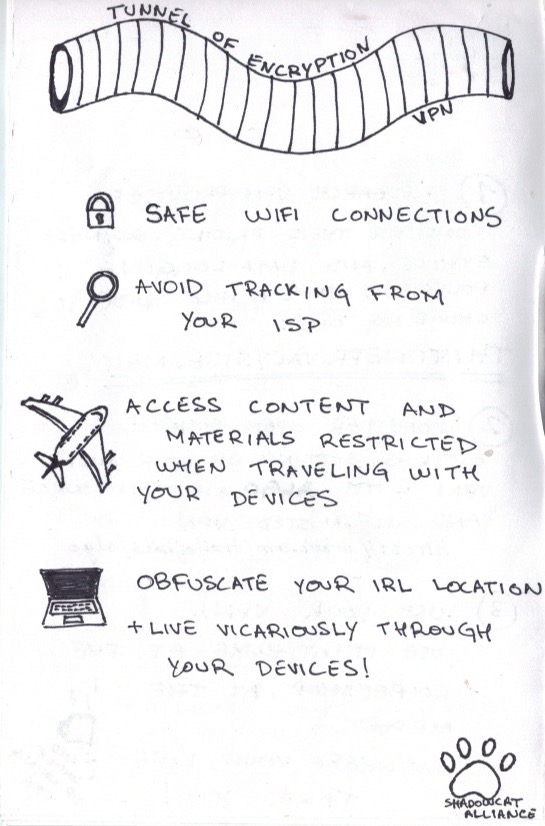 TUNNEL OF ENCRYPTION
VPN
SAFE WIFI CONNECTIONS
AVOID TRACKING FROM
YOUR ISP
ACCESS CONTENT AND
MATERIALS RESTRICTED
WHEN TRAVELING WITH
YOUR DEVICES
OBFUSCATE YOUR IRL LOCATION
+ LIVE VICARIOUSLY THROUGH
YOUR DEVICES!
SHADOWCAT
ALLIANCE